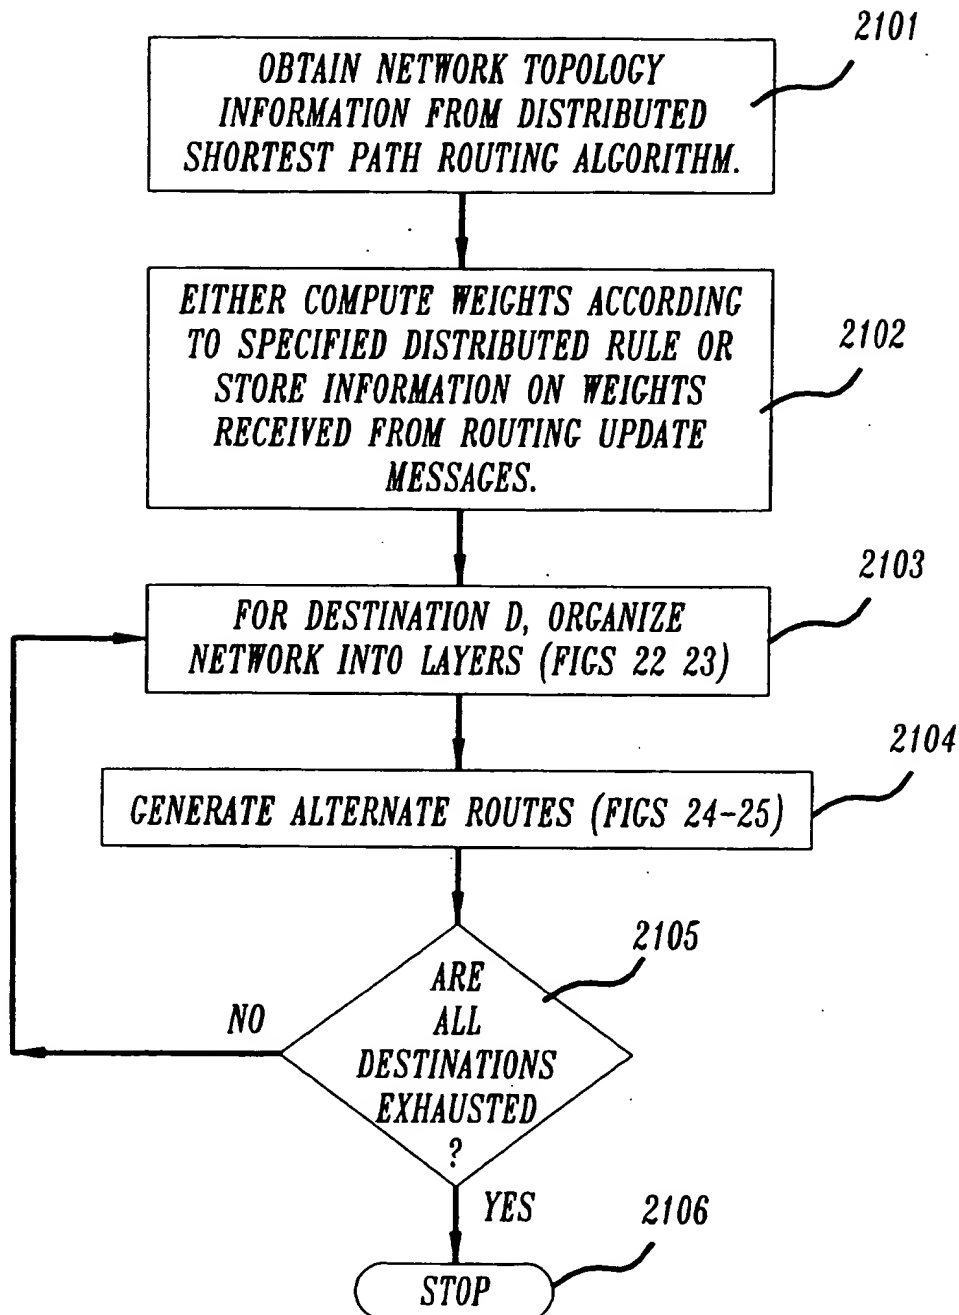 2101
OBTAIN NETWORK TOPOLOGY
INFORMATION FROM DISTRIBUTED
SHORTEST PATH ROUTING ALGORITHM.
EITHER COMPUTE WEIGHTS ACCORDING
TO SPECIFIED DISTRIBUTED RULE OR
STORE INFORMATION ON WEIGHTS
RECEIVED FROM ROUTING UPDATE
MESSAGES.
2102
2103
FOR DESTINATION D, ORGANIZE
NETWORK INTO LAYERS (FIGS 22 23)
2104
GENERATE ALTERNATE ROUTES (FIGS 24-25)
2105
ARE
ALL
DESTINATIONS
EXHAUSTED
?
NO
YES
2106
STOP